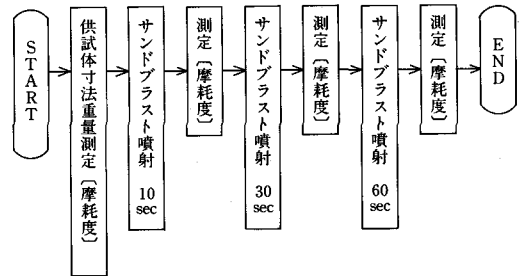 START
供試体寸法重量測定〔摩耗度〕
サンドブラスト噴射 10 sec
測定〔摩耗度〕
サンドブラスト噴射 30 sec
測定〔摩耗度〕
サンドブラスト噴射 60 sec
測定〔摩耗度〕
END